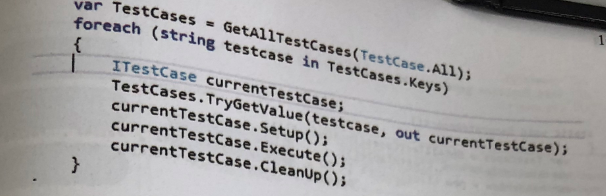 var TestCases = GetAllTestCases(TestCase.All);
foreach (string testcase in TestCases.Keys)
{
ITestCase currentTestCase;
TestCases.TryGetValue(testcase, out currentTestCase);
currentTestCase.Setup();
currentTestCase.Execute();
currentTestCase.CleanUp();
}
1